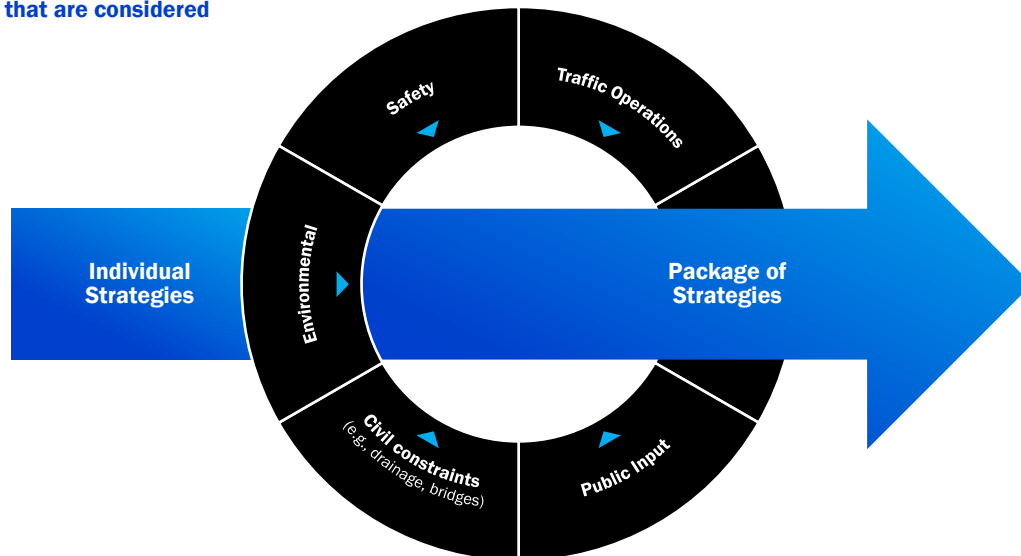 that are considered
Safety
Traffic Operations
Individual
Strategies
Environmental
Package of
Strategies
Civil constraints
(e.g., drainage, bridges)
Public Input